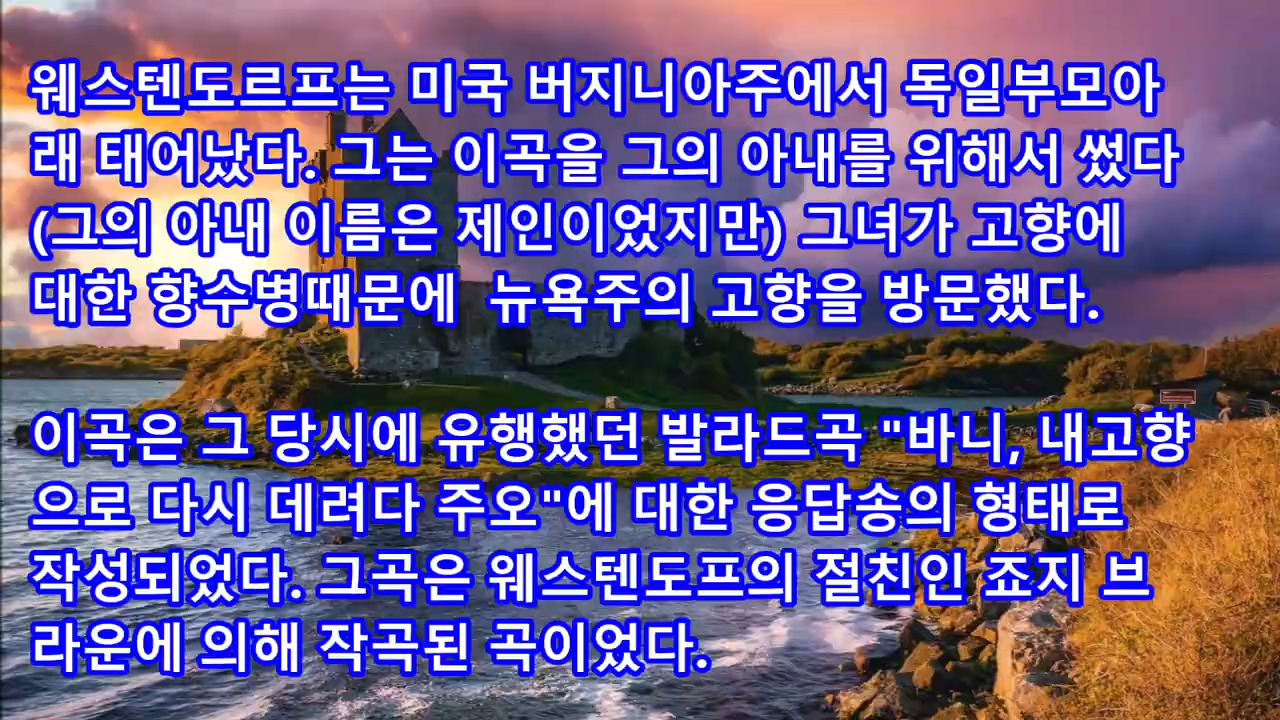 웨스텐도르프는 미국 버지니아주에서 독일부모아
래 태어났다. 그는 이곡을 그의 아내를 위해서 썼다
(그의 아내 이름은 제인이었지만) 그녀가 고향에
대한 향수병때문에 뉴욕주의 고향을 방문했다.
이곡은 그 당시에 유행했던 발라드곡 "바니, 내고향
으로 다시 데려다 주오"에 대한 응답송의 형태로
작성되었다. 그곡은 웨스텐도프의 절친인 죠지 브
라운에 의해 작곡된 곡이었다.